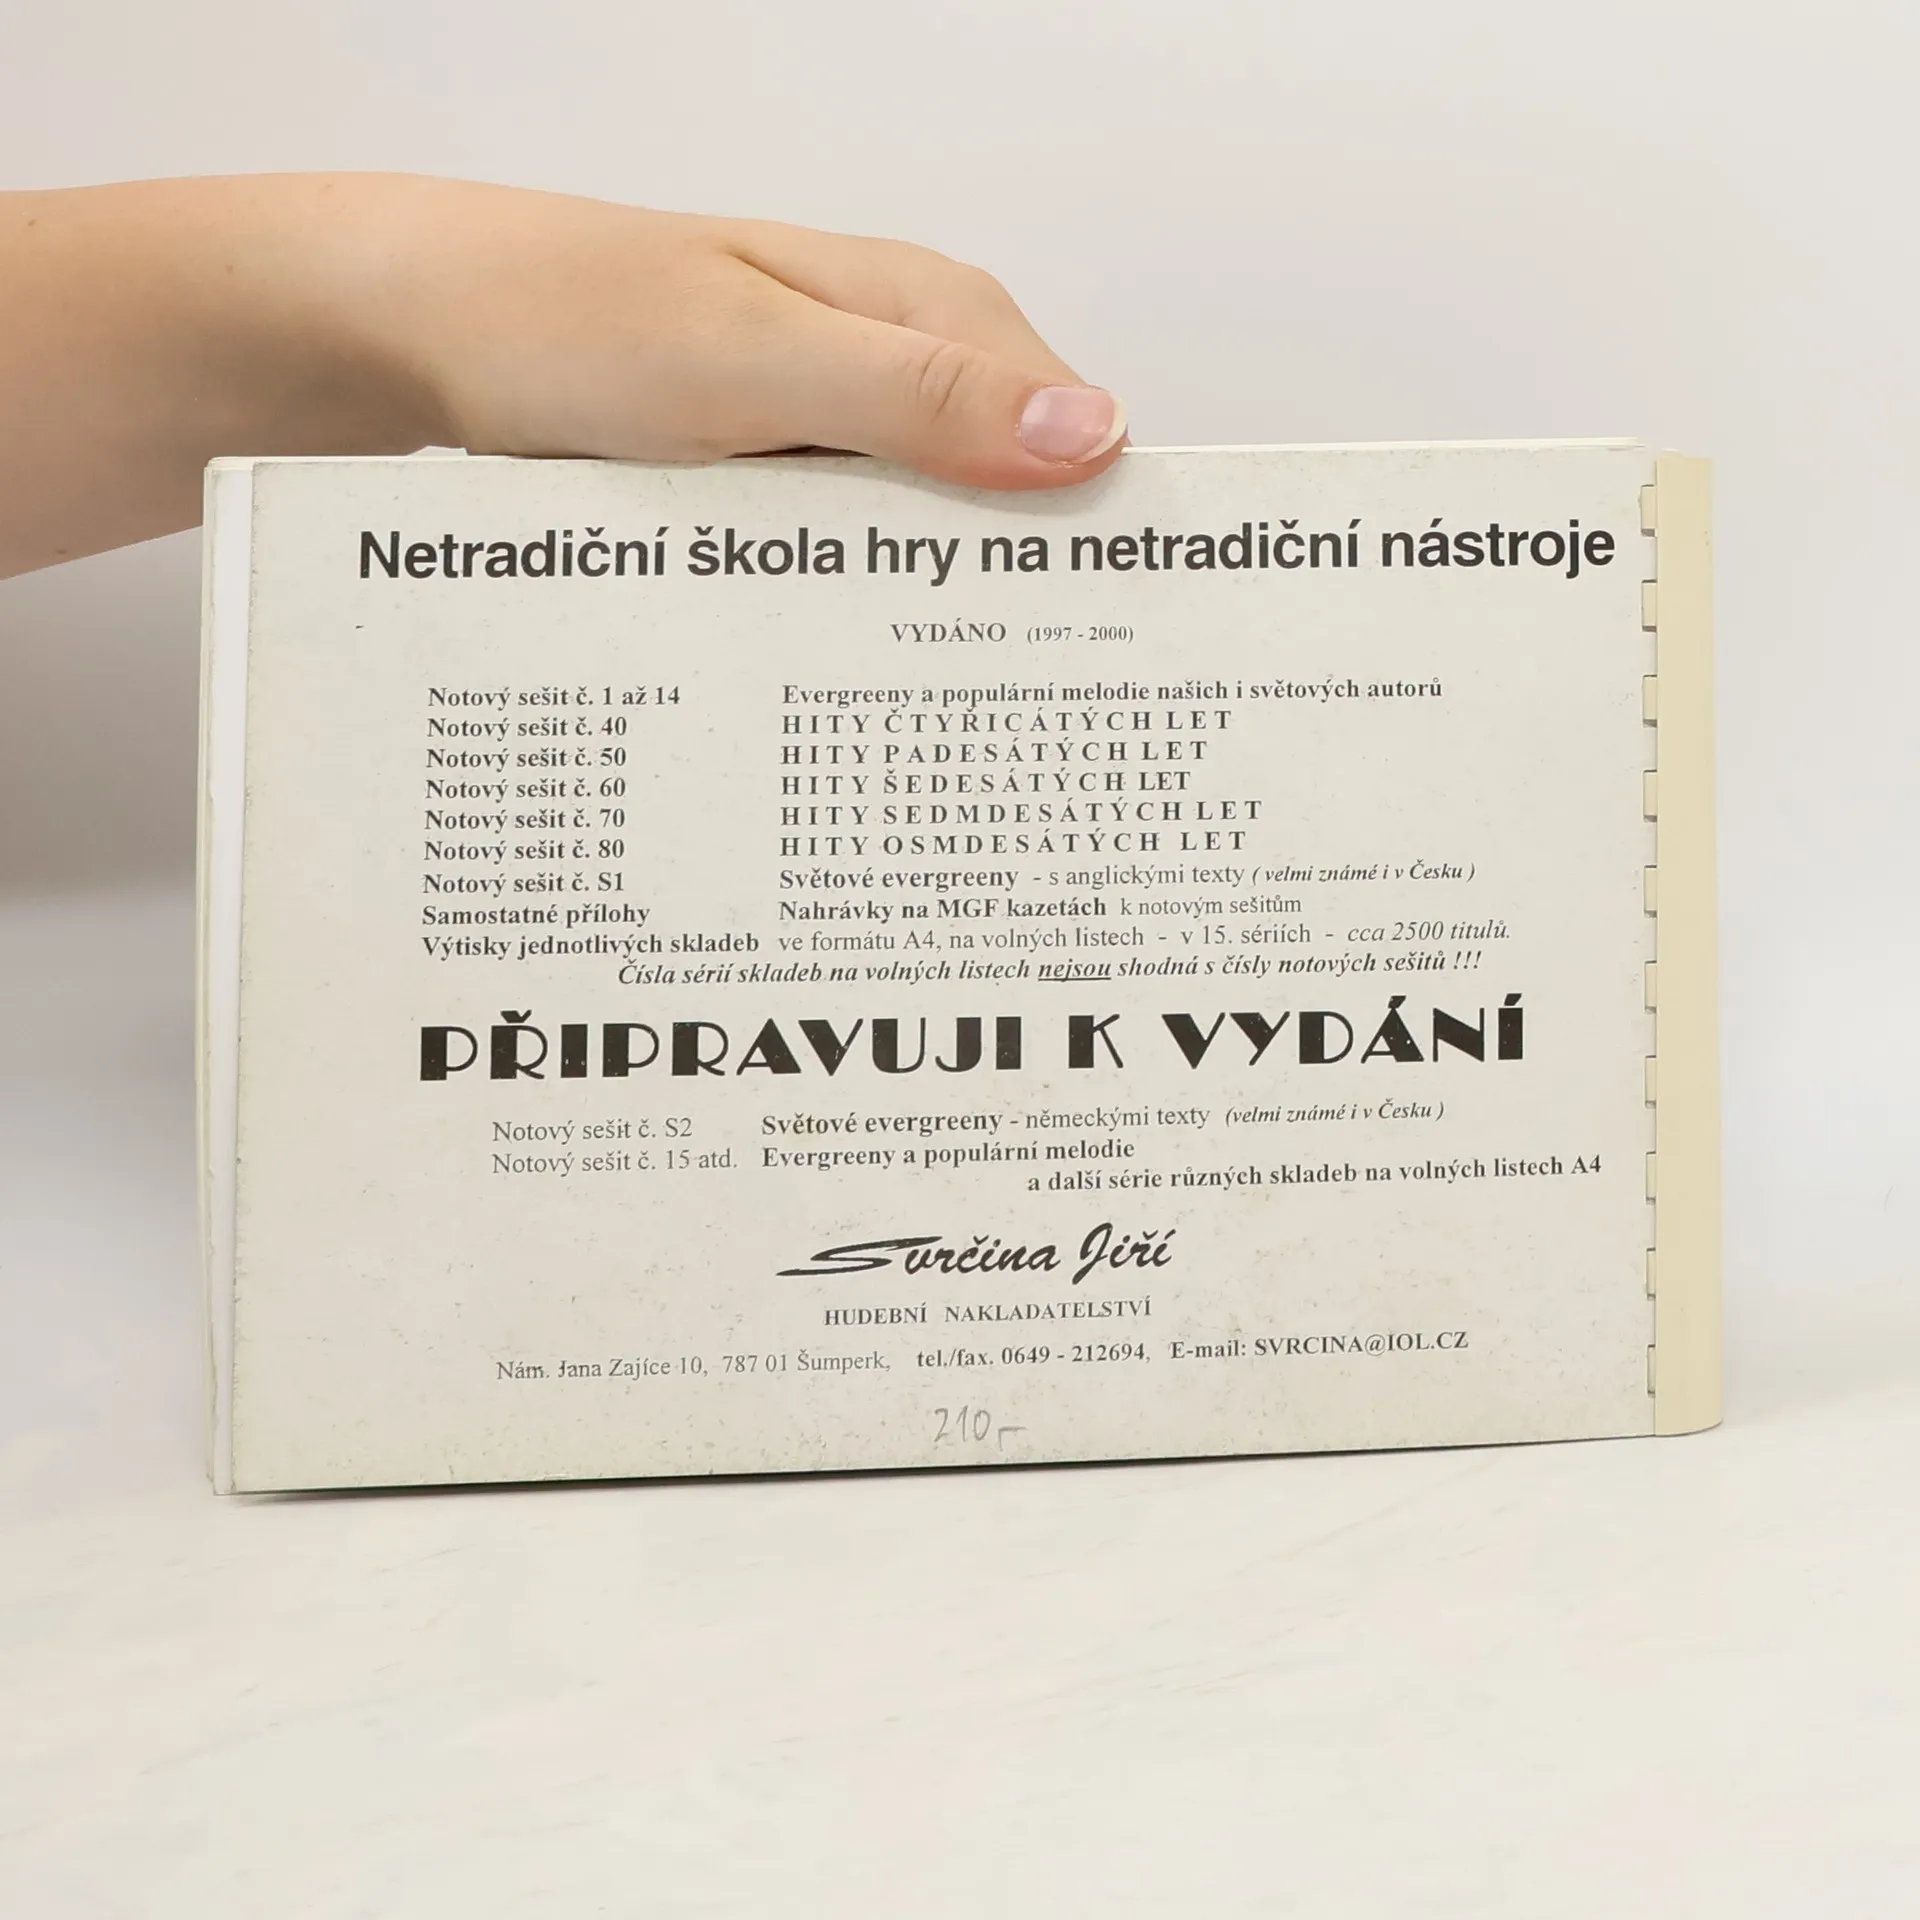 Netradiční škola hry na netradiční nástroje
VYDÁNO (1997 - 2000)
Notový sešit č. 1 až 14 Evergreeny a populární melodie našich i světových autorů
Notový sešit č. 40 HITY ČTYŘICÁTÝCH LET
Notový sešit č. 50 HITY PADESÁTÝCH LET
Notový sešit č. 60 HITY ŠEDESÁTÝCH LET
Notový sešit č. 70 HITY SEDMDESÁTÝCH LET
Notový sešit č. 80 HITY OSMDESÁTÝCH LET
Notový sešit č. S1 Světové evergreeny - s anglickými texty ( velmi známé i v Česku )
Samostatné přílohy Nahrávky na MGF kazetách k notovým sešitům
Výtisky jednotlivých skladeb ve formátu A4, na volných listech - v 15. sériích - cca 2500 titulů.
Čísla sérií skladeb na volných listech nejsou shodná s čísly notových sešitů !!!
PŘIPRAVUJI K VYDÁNÍ
Notový sešit č. S2 Světové evergreeny - německými texty (velmi známé i v Česku )
Notový sešit č. 15 atd. Evergreeny a populární melodie
a další série různých skladeb na volných listech A4
Svrčina Jiří
HUDEBNÍ NAKLADATELSTVÍ
Nám. Jana Zajíce 10, 787 01 Šumperk, tel./fax. 0649 - 212694, E-mail: SVRCINA@IOL.CZ
210,-